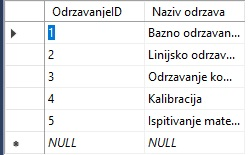 OdrzavanjeID Naziv odrzava
1 Bazno odrzavan...
2 Linijsko odrzav...
3 Odrzavanje ko...
4 Kalibracija
5 Ispitivanje mate...
NULL NULL